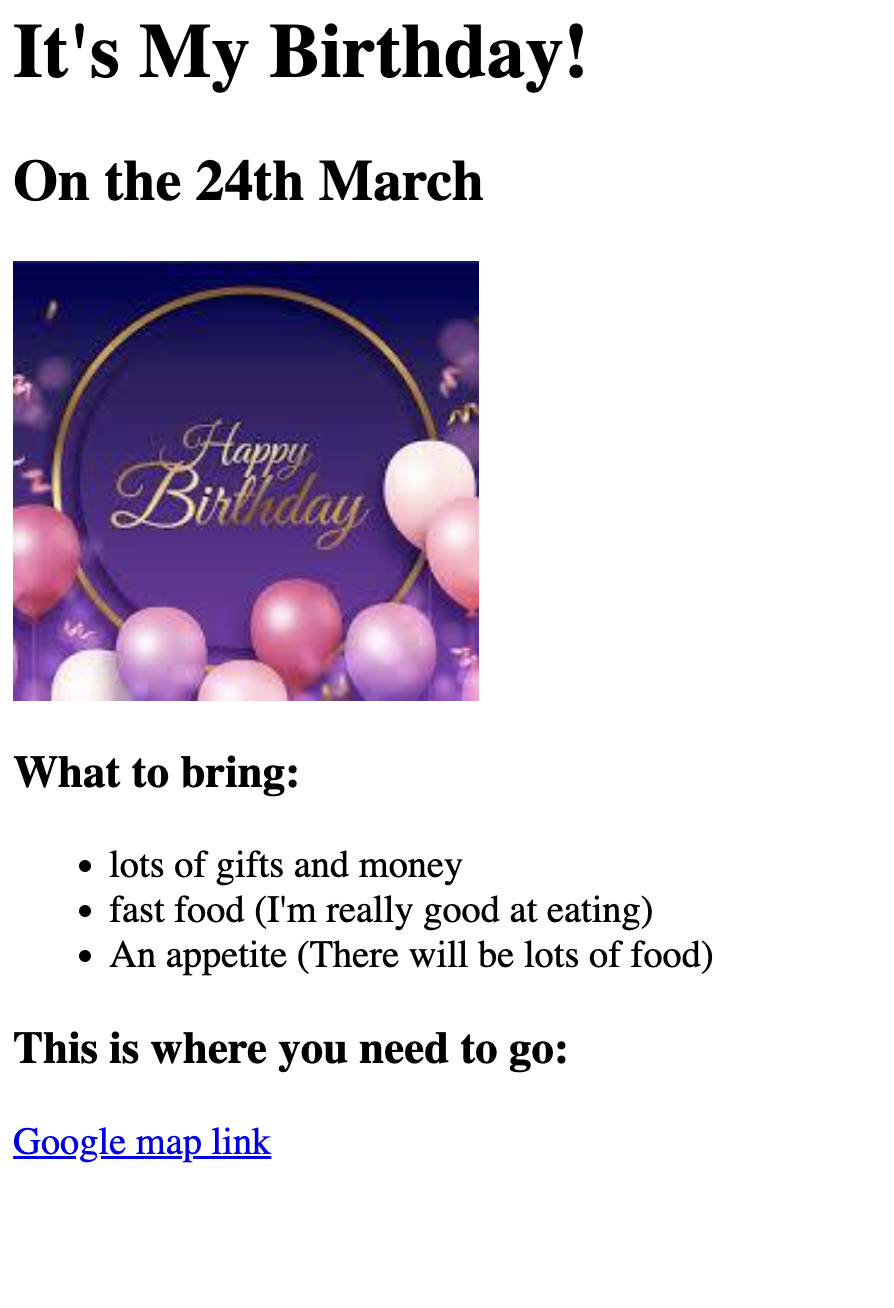 It's My Birthday!
On the 24th March
Happy
Birthday
What to bring:
lots of gifts and money
fast food (I'm really good at eating)
An appetite (There will be lots of food)
This is where you need to go:
Google map link